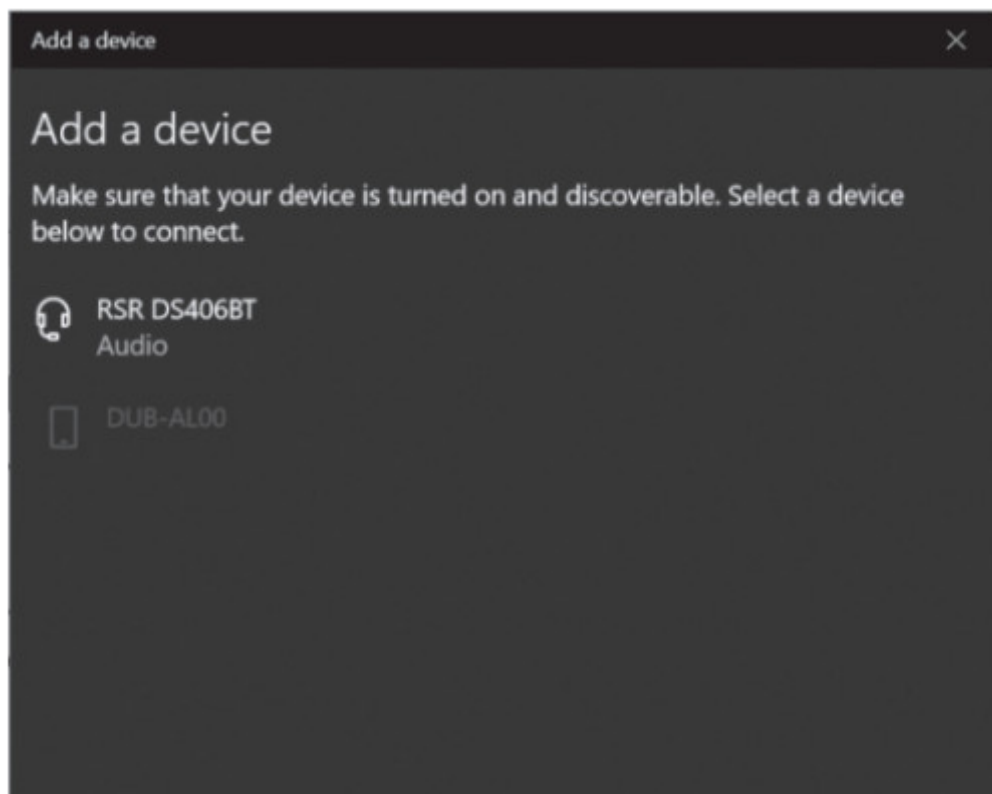 Add a device
Add a device
Make sure that your device is turned on and discoverable. Select a device
below to connect.
RSR DS406BT
Audio
DUB-AL00